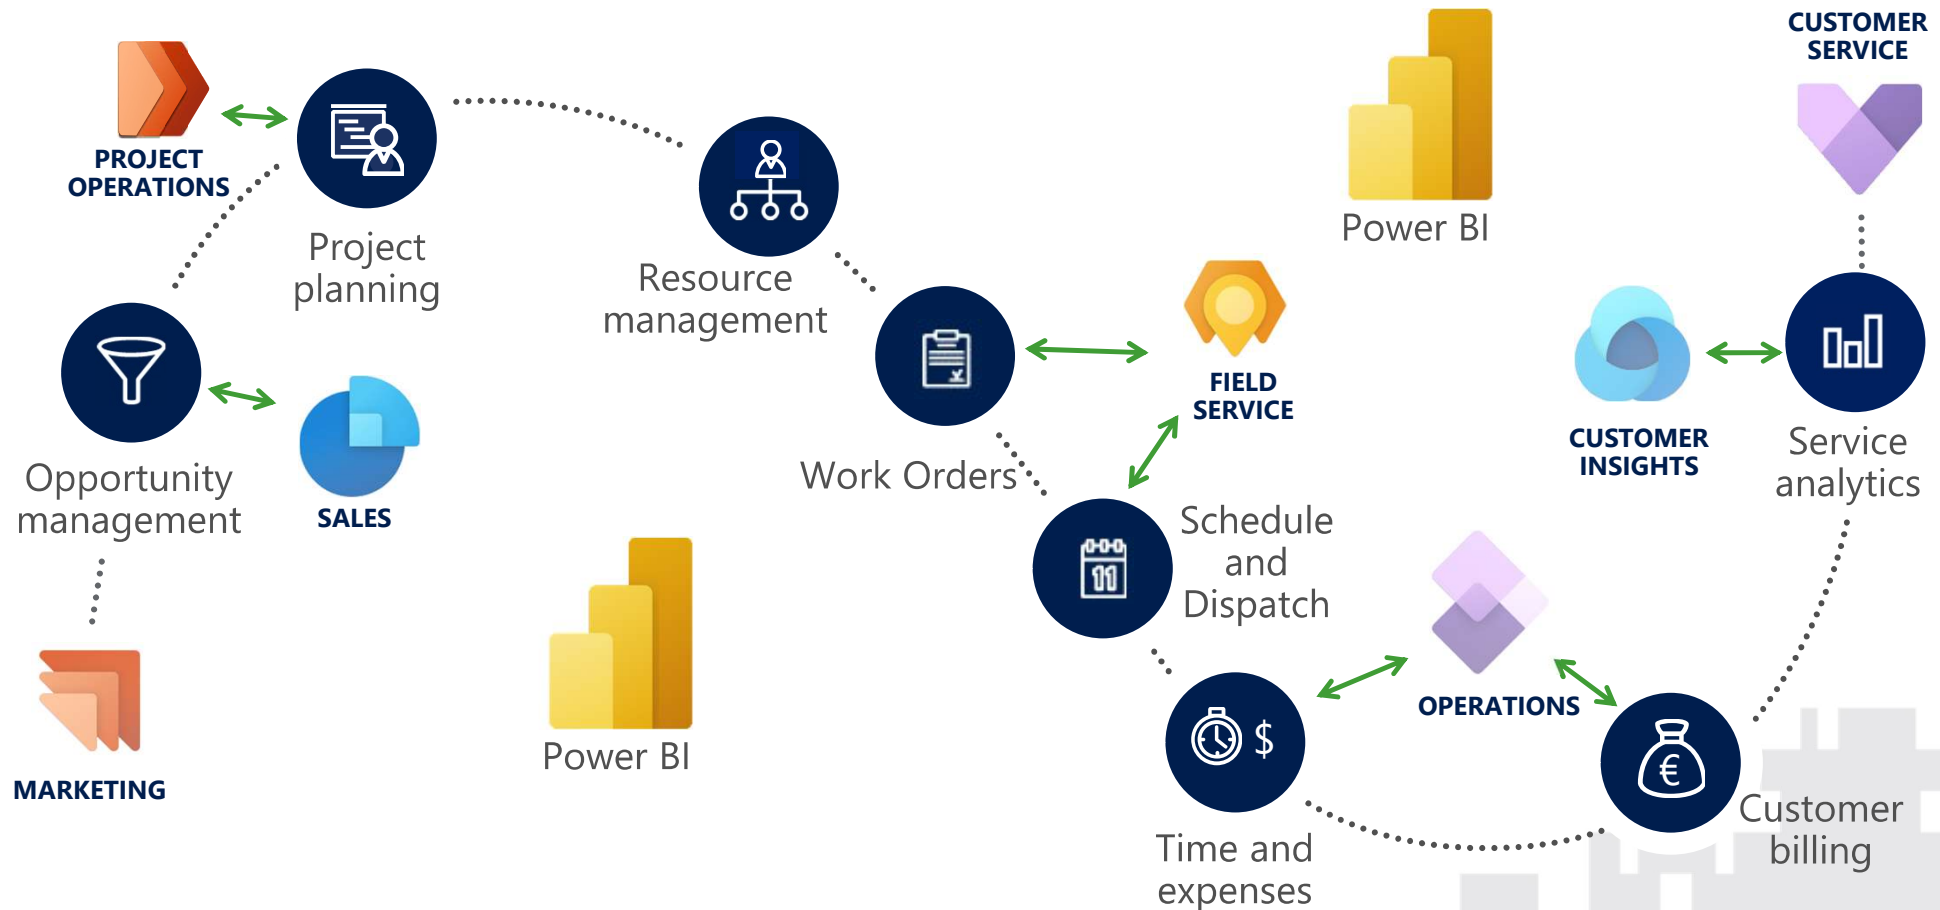 CUSTOMER
SERVICE
PROJECT
OPERATIONS
Project
planning
Resource
management
Power BI
FIELD
SERVICE
CUSTOMER
INSIGHTS
Service
analytics
Opportunity
management
SALES
Work Orders
11
Schedule
and
Dispatch
MARKETING
Power BI
OPERATIONS
$
€
Time and
expenses
Customer
billing